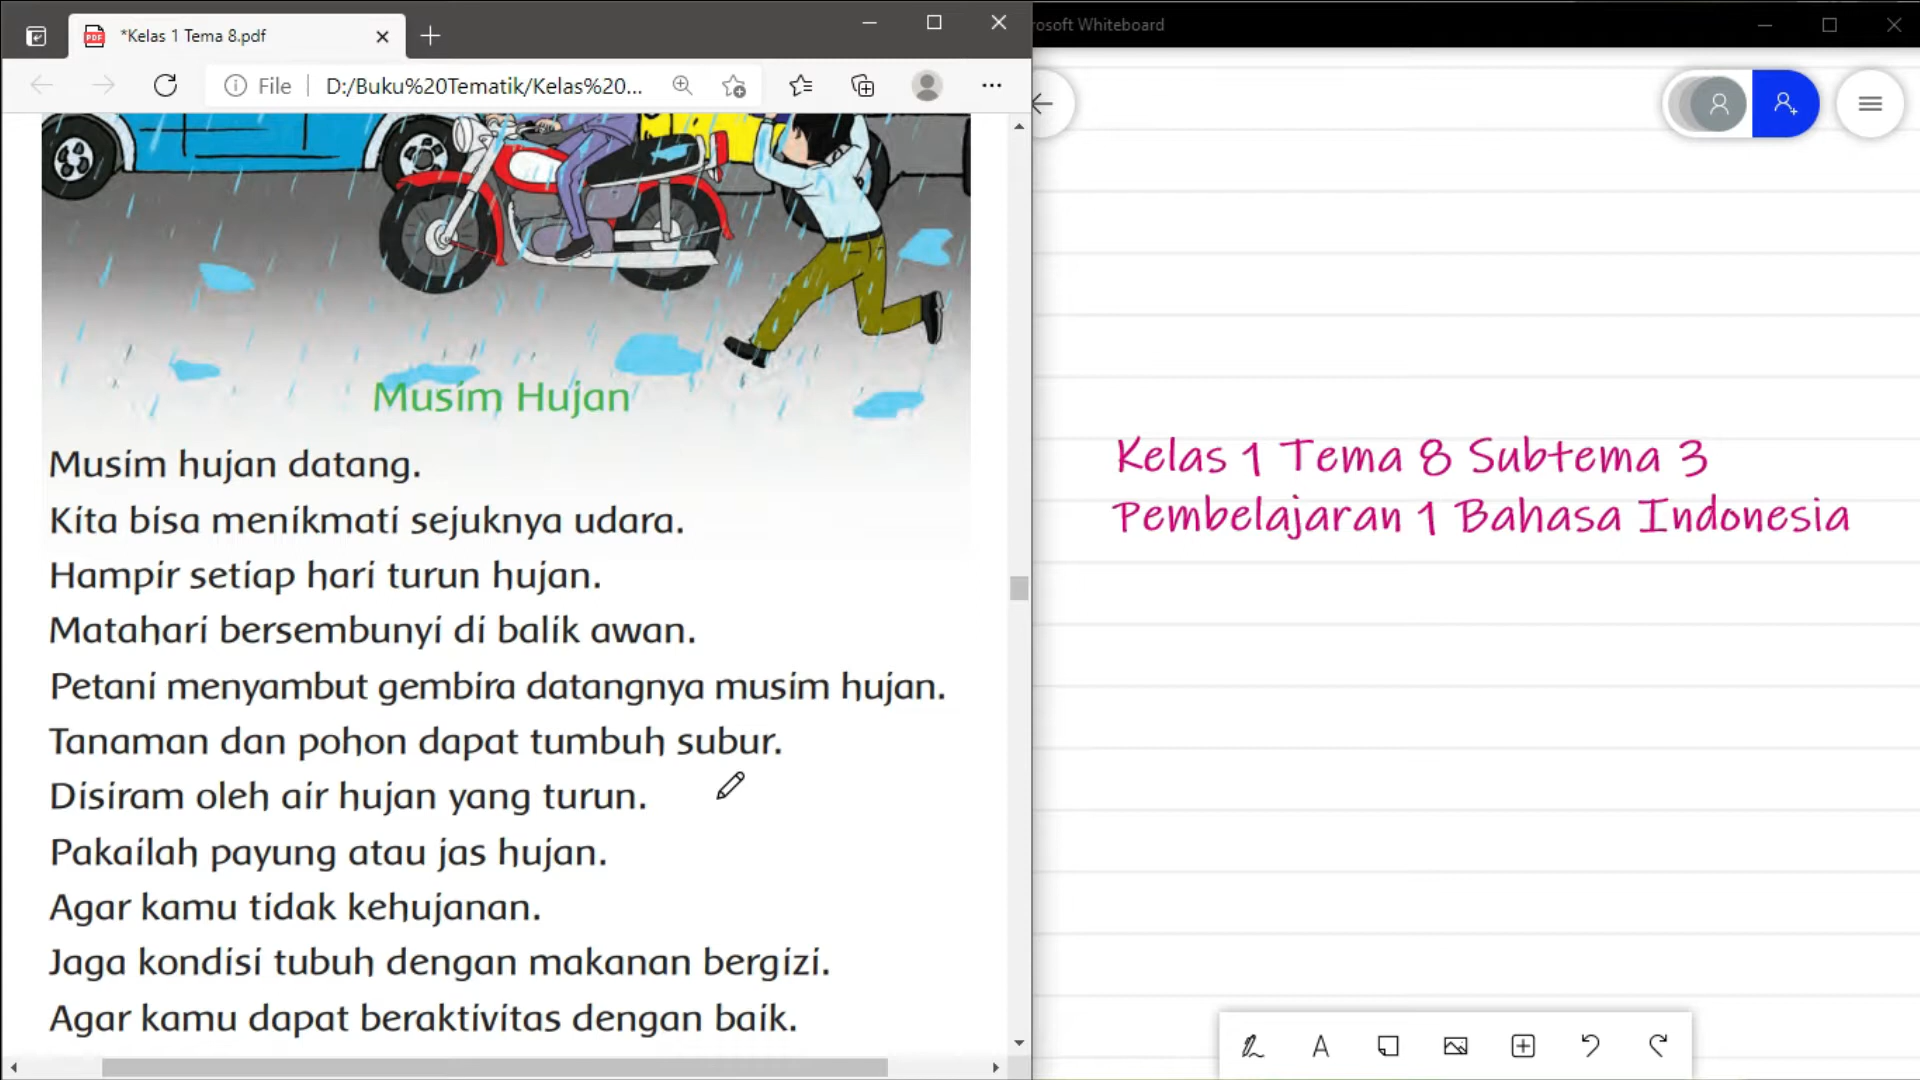 *Kelas 1 Tema 8.pdf
File
D:/Buku%20Tematik/Kelas%20...
Musim Hujan
Musim hujan datang.
Kita bisa menikmati sejuknya udara.
Hampir setiap hari turun hujan.
Matahari bersembunyi di balik awan.
Petani menyambut gembira datangnya musim hujan.
Tanaman dan pohon dapat tumbuh subur.
Disiram oleh air hujan yang turun.
Pakailah payung atau jas hujan.
Agar kamu tidak kehujanan.
Jaga kondisi tubuh dengan makanan bergizi.
Agar kamu dapat beraktivitas dengan baik.
rosoft Whiteboard
Kelas 1 Tema 8 Subtema 3
Pembelajaran 1 Bahasa Indonesia